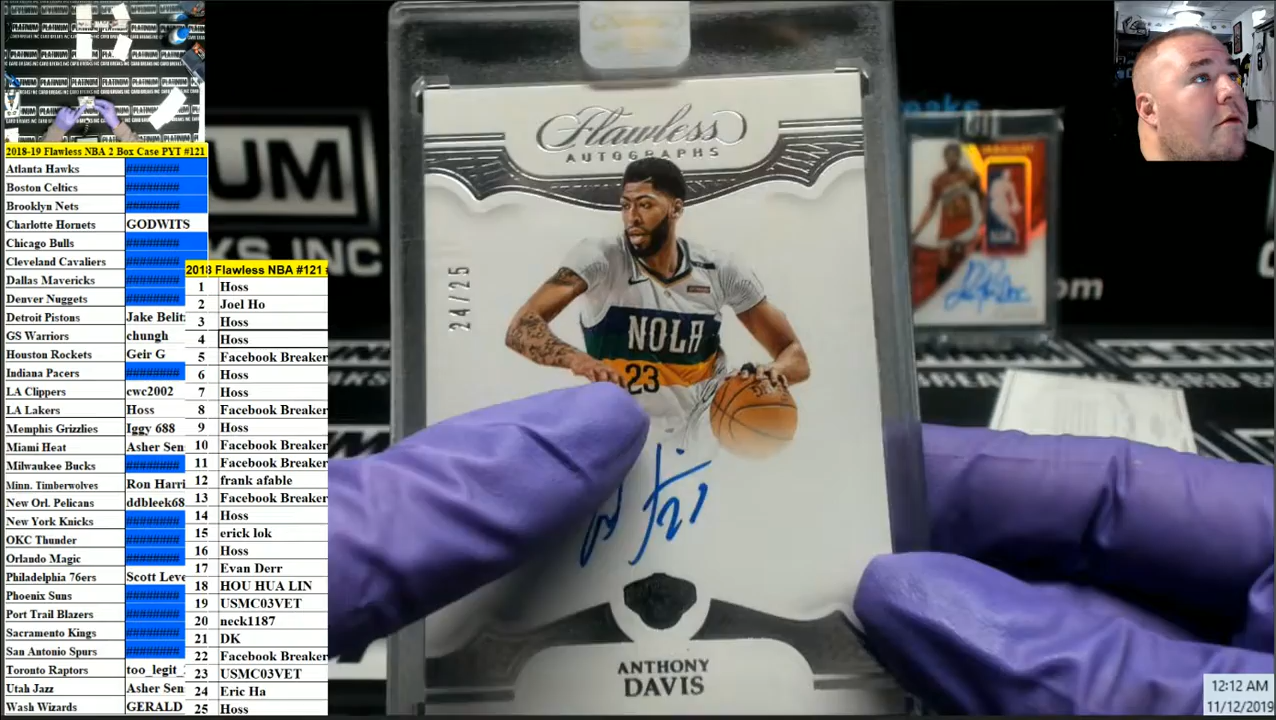 2018-19 Flawless NBA 2 Box Case PYT #121
Atlanta Hawks ########
Boston Celtics ########
Brooklyn Nets ########
Charlotte Hornets GODWITS
Chicago Bulls ########
Cleveland Cavaliers ########
Dallas Mavericks ########
Denver Nuggets ########
Detroit Pistons Jake Belit
GS Warriors chungh
Houston Rockets Geir G
Indiana Pacers ########
LA Clippers cwc2002
LA Lakers Hoss
Memphis Grizzlies Iggy 688
Miami Heat Asher Sen
Milwaukee Bucks ########
Minn. Timberwolves Ron Harri
New Orl. Pelicans ddbleek68
New York Knicks ########
OKC Thunder ########
Orlando Magic ########
Philadelphia 76ers Scott Leve
Phoenix Suns ########
Port Trail Blazers ########
Sacramento Kings ########
San Antonio Spurs ########
Toronto Raptors too_legit_
Utah Jazz Asher Sen
Wash Wizards GERALD
Flawless NBA #121
1 Hoss
2 Joel Ho
3 Hoss
4 Hoss
5 Facebook Breaker
6 Hoss
7 Hoss
8 Facebook Breaker
9 Hoss
10 Facebook Breaker
11 Facebook Breaker
12 frank afable
13 Facebook Breaker
14 Hoss
15 erick lok
16 Hoss
17 Evan Derr
18 HOU HUA LIN
19 USMC03VET
20 neck1187
21 DK
22 Facebook Breaker
23 USMC03VET
24 Eric Ha
25 Hoss
Flawless
AUTOGRAPHS
24/25
NOLA
23
ANTHONY
DAVIS
12:12 AM
11/12/2019